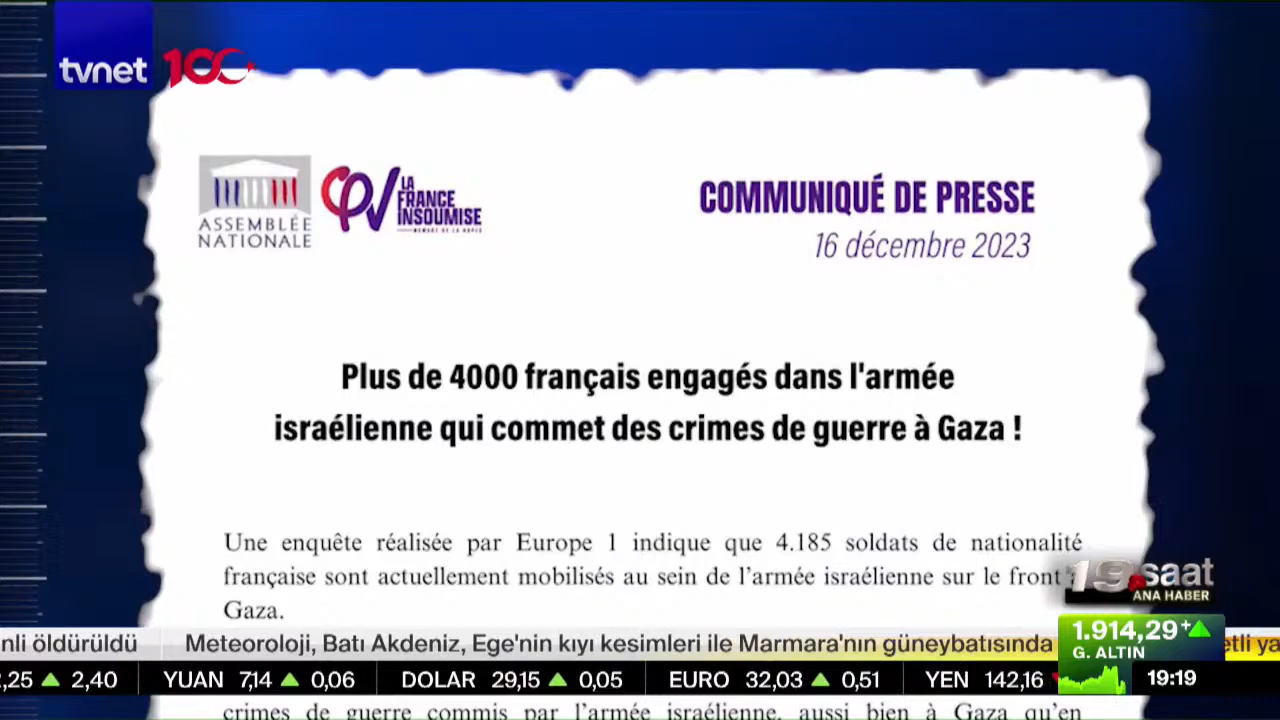 tvnet 100
ASSEMBLÉE
NATIONALE
LA
FRANCE
INSOUMISE
COMMUNIQUÉ DE PRESSE
16 décembre 2023
Plus de 4000 français engagés dans l'armée
israélienne qui commet des crimes de guerre à Gaza !
Une enquête réalisée par Europe 1 indique que 4.185 soldats de nationalité
française sont actuellement mobilisés au sein de l'armée israélienne sur le front à
Gaza.
19 saat
ANA HABER
nli öldürüldü Meteoroloji, Batı Akdeniz, Ege'nin kıyı kesimleri ile Marmara'nın güneybatısında etli ya
1.914,29+
G. ALTIN
,25 2,40 YUAN 7,14 0,06 DOLAR 29,15 0,05 EURO 32,03 0,51 YEN 142,16 19:19
crimes de guerre commis par l'armée israélienne, aussi bien à Gaza qu'en